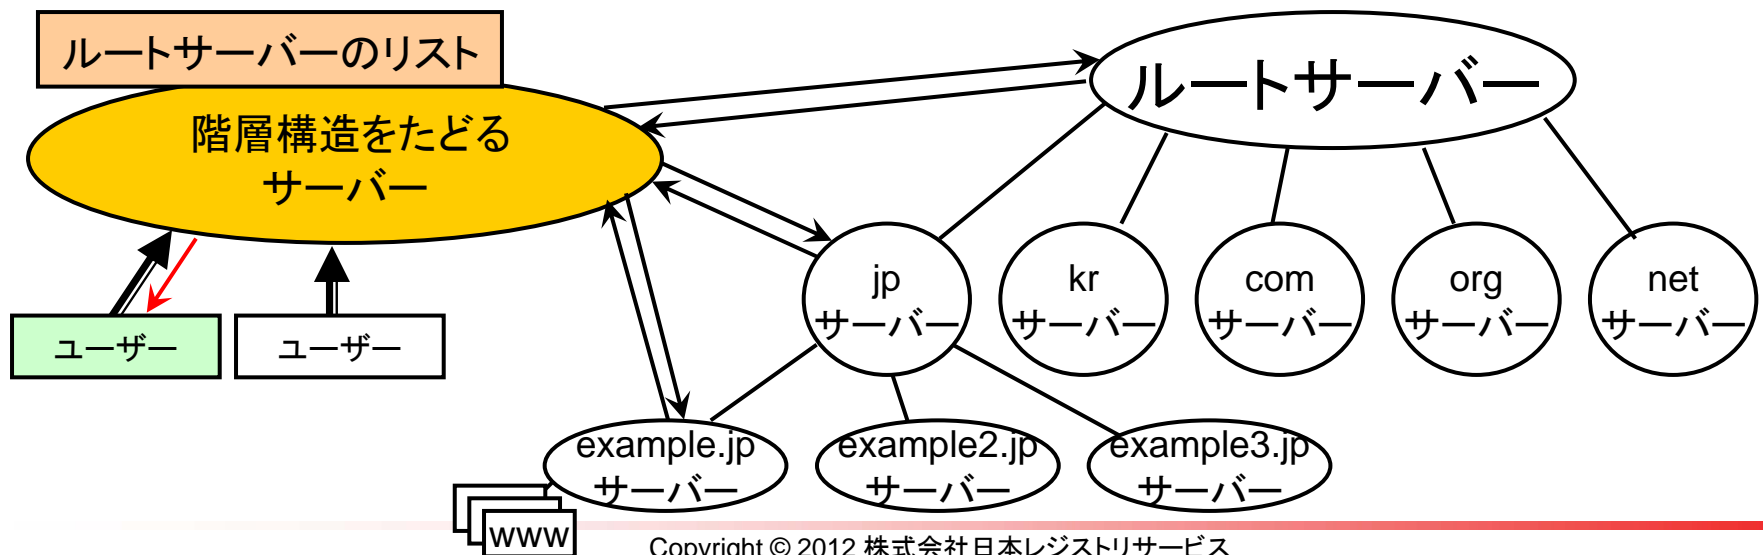 ルートサーバーのリスト
ルートサーバー
階層構造をたどる
サーバー
jp
サーバー
kr
サーバー
com
サーバー
org
サーバー
net
サーバー
ユーザー
ユーザー
example.jp
サーバー
example2.jp
サーバー
example3.jp
サーバー
www
Copyright © 2012 株式会社日本レジストリサービス